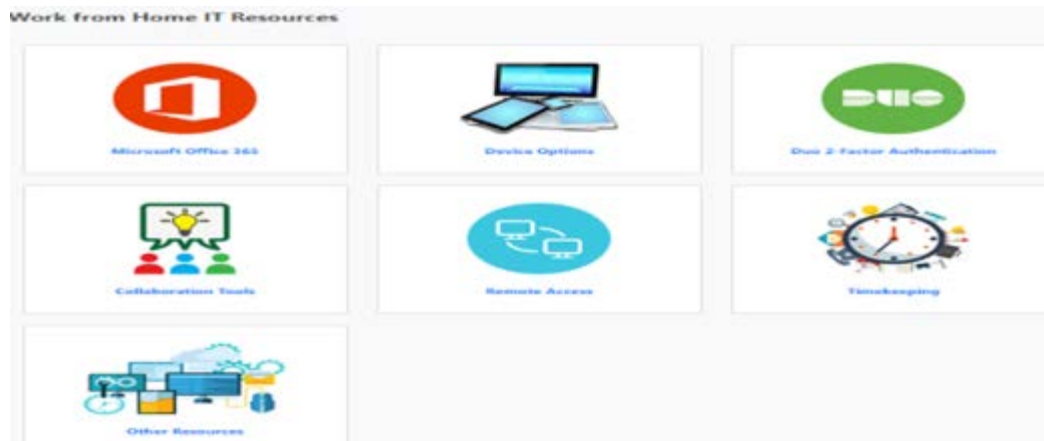 Work from Home IT Resources
Microsoft Office 365
Device Options
DUO
Duo 2-Factor Authentication
Collaboration Tools
Remote Access
Timekeeping
Other Resources